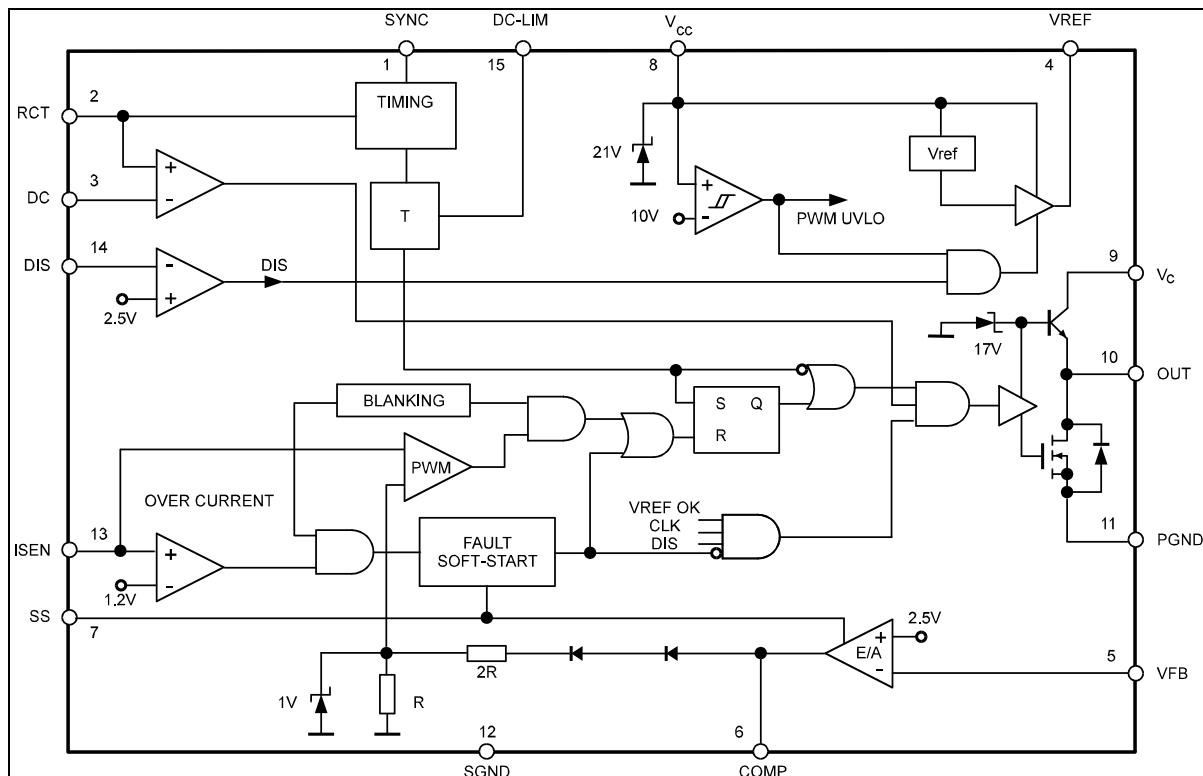 SYNC DC-LIM Vcc VREF
1 15 8 4
RCT 2
TIMING
DC 3
+
-
T
21V
Vref
+
-
10V
PWM UVLO
DIS 14
-
+
DIS
2.5V
9 Vc
17V
10 OUT
BLANKING
S Q
R
PWM
OVER CURRENT
ISEN 13
+
-
1.2V
FAULT
SOFT-START
VREF OK
CLK
DIS
11 PGND
SS
7
2.5V
+
E/A
-
5 VFB
2R
1V
R
12
SGND
6
COMP